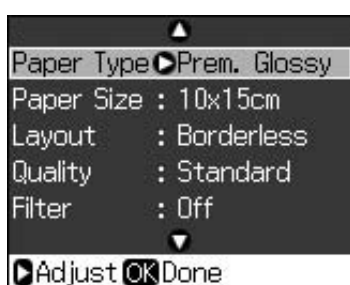 Paper Type Prem. Glossy
Paper Size : 10x15cm
Layout : Borderless
Quality : Standard
Filter : Off
Adjust OK Done